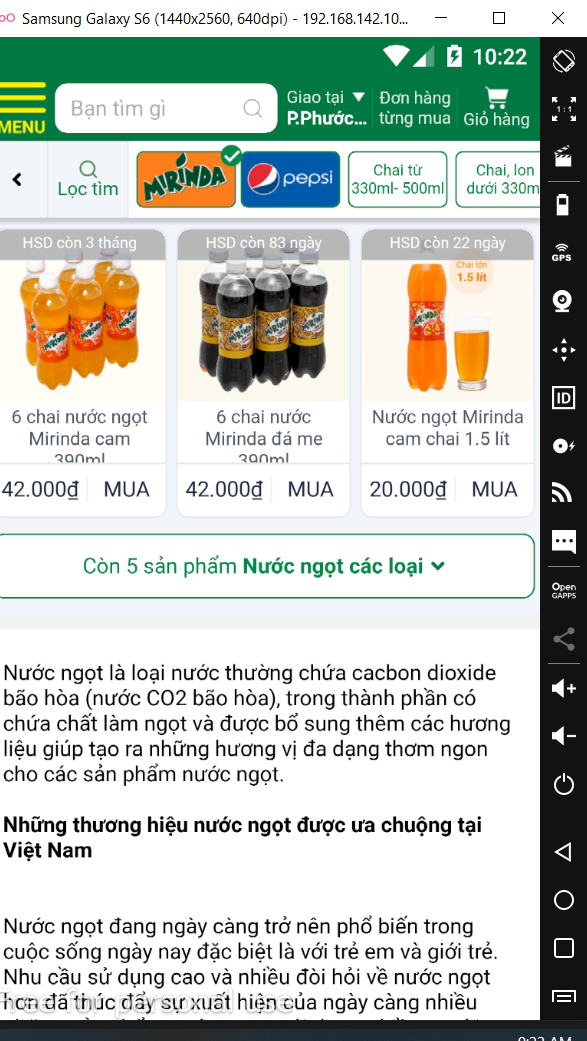 Samsung Galaxy S6 (1440x2560, 640dpi) - 192.168.142.10...
10:22
MENU
Bạn tìm gì
Giao tại
P.Phước...
Đơn hàng
từng mua
Giỏ hàng
Lọc tìm
MIRINDA
pepsi
Chai từ
330ml- 500ml
Chai, lon
dưới 330m
HSD còn 3 tháng
HSD còn 83 ngày
HSD còn 22 ngày
Chai lớn
1.5 lít
6 chai nước ngọt
Mirinda cam
390ml
6 chai nước
Mirinda đá me
390ml
Nước ngọt Mirinda
cam chai 1.5 lít
42.000₫ MUA
42.000₫ MUA
20.000₫ MUA
Còn 5 sản phẩm Nước ngọt các loại
Nước ngọt là loại nước thường chứa cacbon dioxide
bão hòa (nước CO2 bão hòa), trong thành phần có
chứa chất làm ngọt và được bổ sung thêm các hương
liệu giúp tạo ra những hương vị đa dạng thơm ngon
cho các sản phẩm nước ngọt.
Những thương hiệu nước ngọt được ưa chuộng tại
Việt Nam
Nước ngọt đang ngày càng trở nên phổ biến trong
cuộc sống ngày nay đặc biệt là với trẻ em và giới trẻ.
Nhu cầu sử dụng cao và nhiều đòi hỏi về nước ngọt
hơn đã thúc đẩy sự xuất hiện của ngày càng nhiều
Free for personal use
1:1
GPS
ID
Open
GAPPS